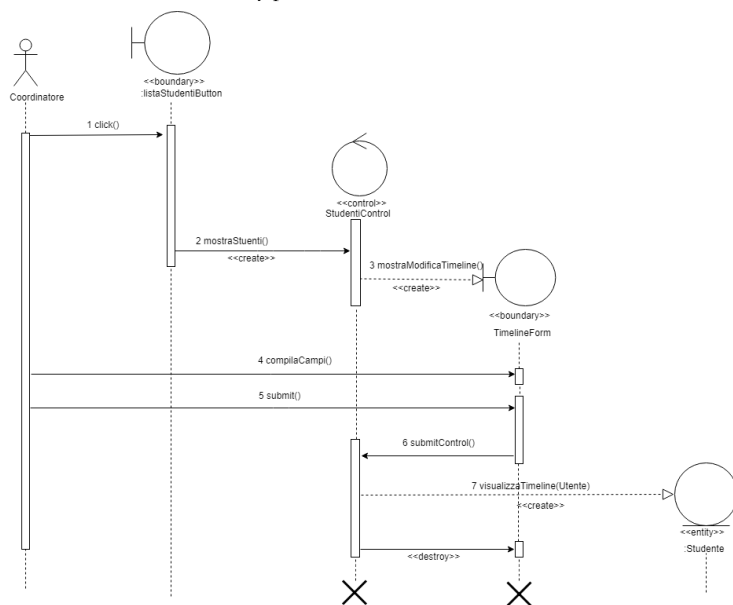 <<boundary>>
:listaStudentiButton
Coordinatore
1 click()
<<control>>
StudentiControl
2 mostraStuenti()
<<create>>
3 mostraModificaTimeline()
<<create>>
<<boundary>>
TimelineForm
4 compilaCampi()
5 submit()
6 submitControl()
7 visualizzaTimeline(Utente)
<<create>>
<<entity>>
:Studente
<<destroy>>